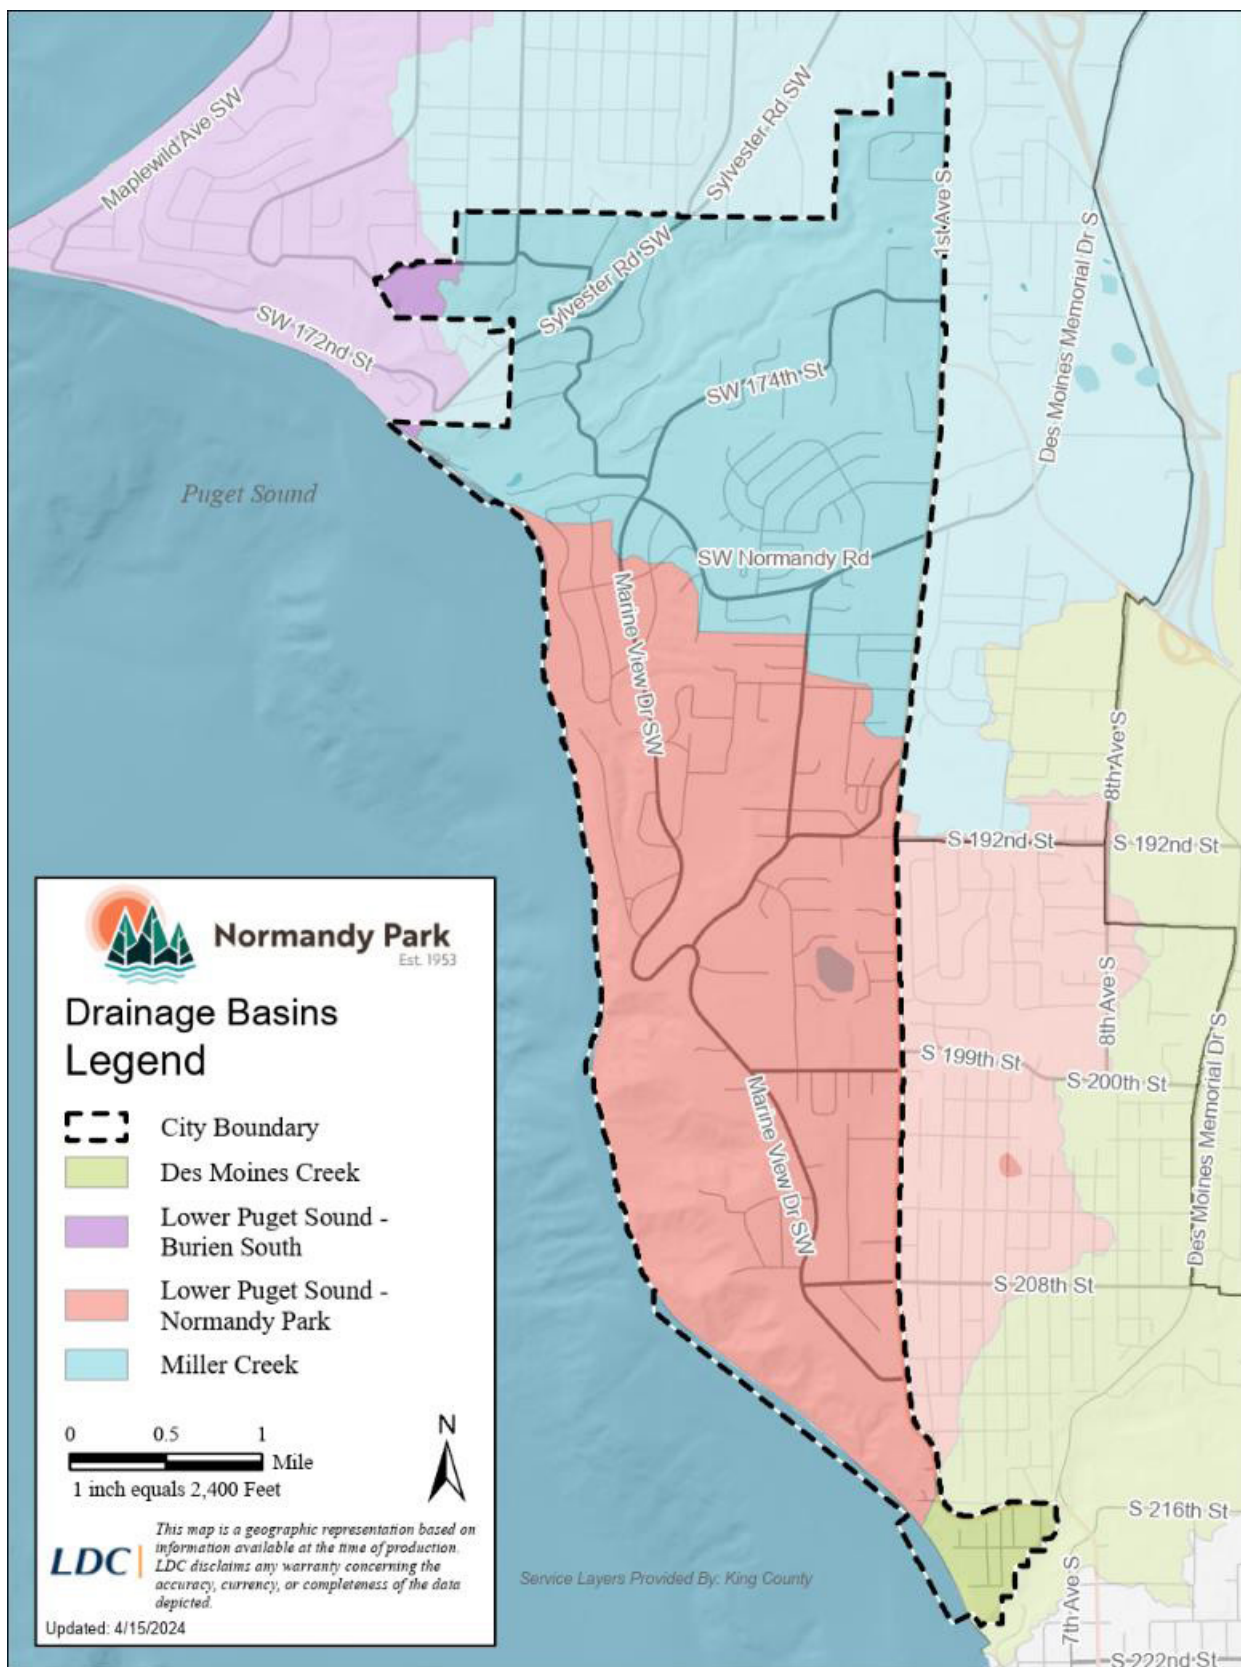 Maplewild Ave SW
Sylvester Rd SW
1st Ave S
Des Moines Memorial Dr S
Sylvester Rd SW
SW 172nd St
SW 174th St
Puget Sound
SW Normandy Rd
Marine View Dr SW
8th Ave S
S 192nd St
S 192nd St
8th Ave S
S 199th St
S 200th St
Des Moines Memorial Dr S
Marine View Dr SW
S 208th St
S 216th St
7th Ave S
S 222nd St
Normandy Park
Est. 1953
Drainage Basins
Legend
City Boundary
Des Moines Creek
Lower Puget Sound -
Burien South
Lower Puget Sound -
Normandy Park
Miller Creek
0 0.5 1
Mile
1 inch equals 2,400 Feet
N
LDC
This map is a geographic representation based on
information available at the time of production.
LDC disclaims any warranty concerning the
accuracy, currency, or completeness of the data
depicted.
Updated: 4/15/2024
Service Layers Provided By: King County